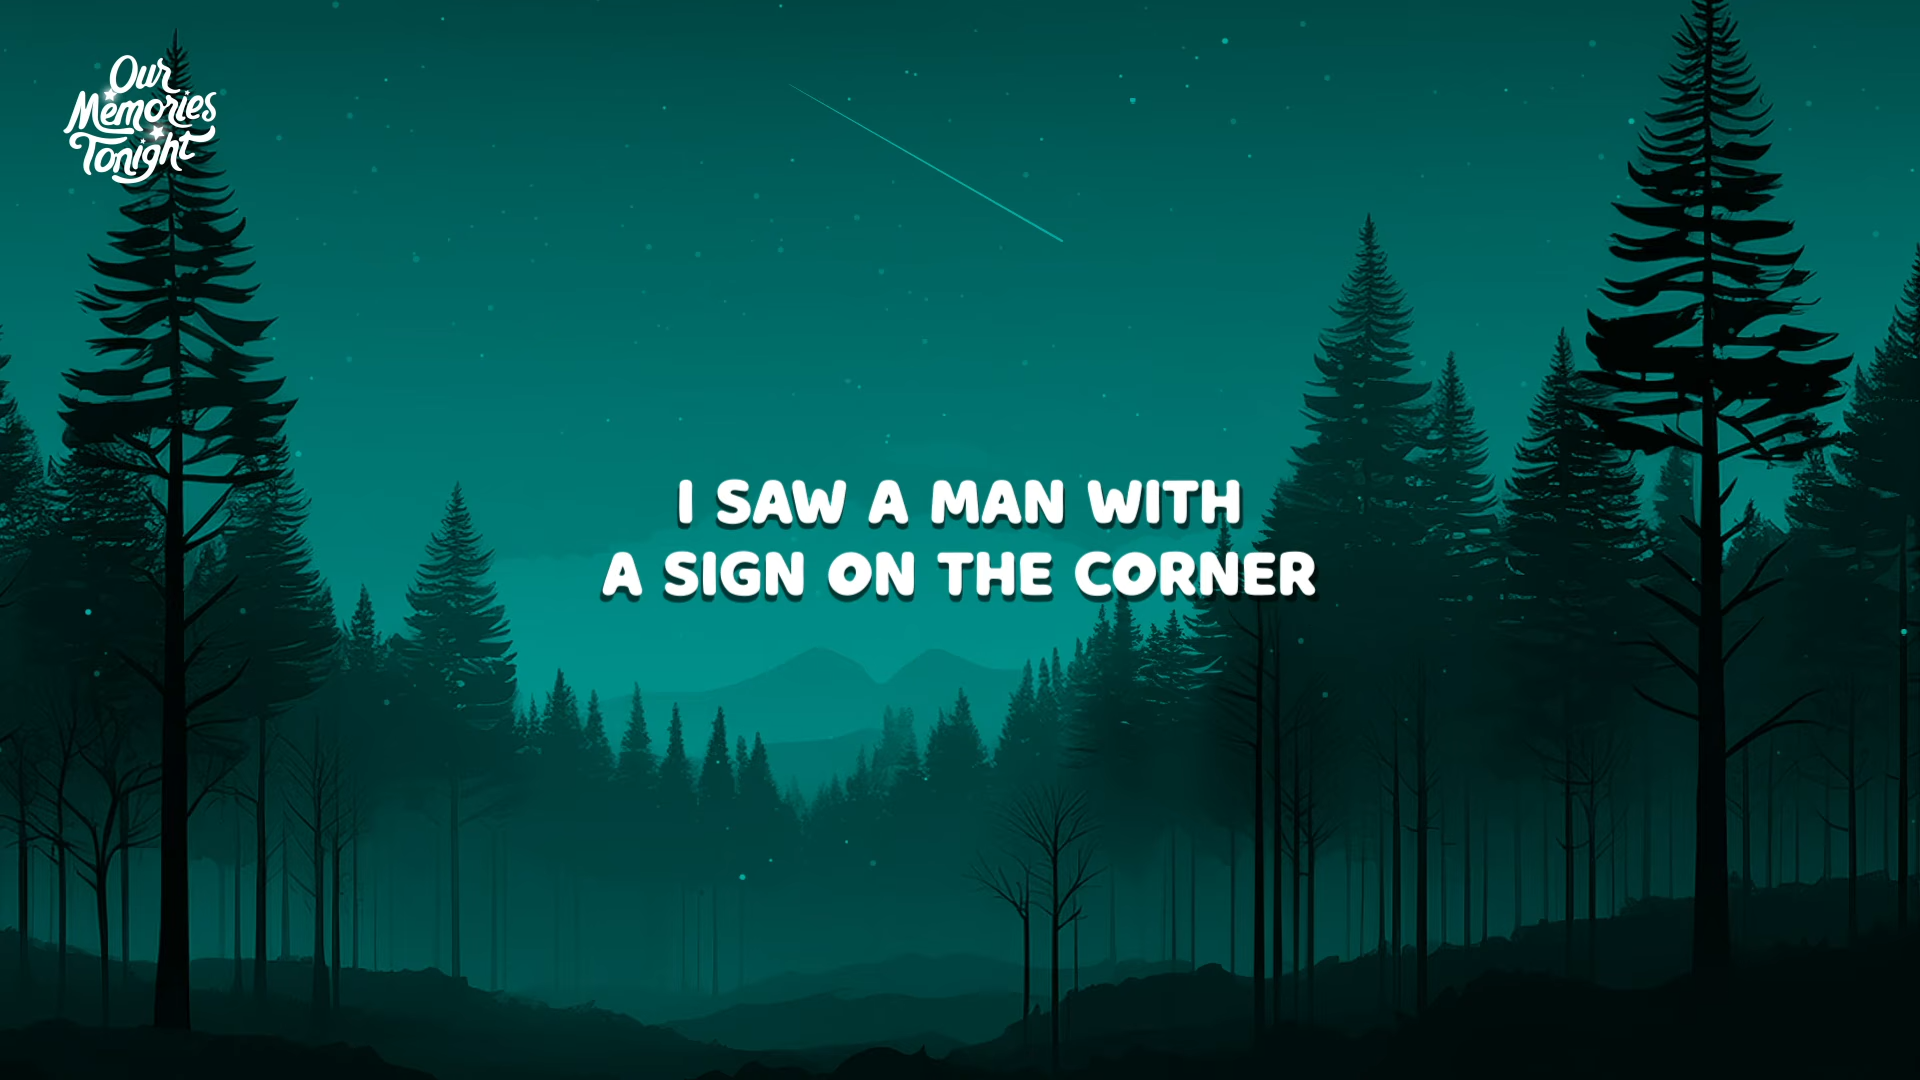 Our
Memories
Tonight
I SAW A MAN WITH
A SIGN ON THE CORNER